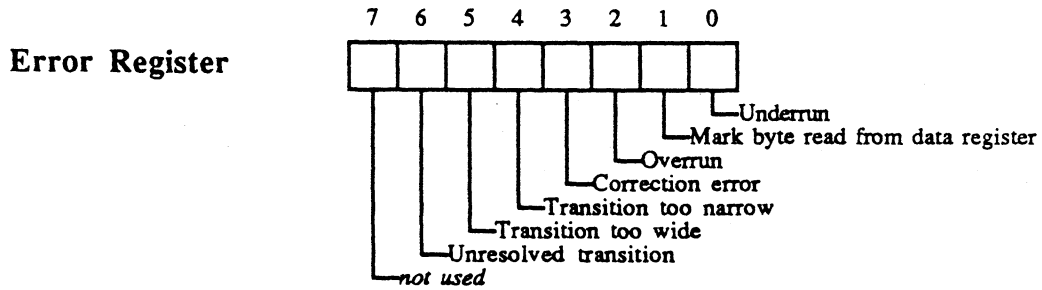 7 6 5 4 3 2 1 0
Error Register
Underrun
Mark byte read from data register
Overrun
Correction error
Transition too narrow
Transition too wide
Unresolved transition
not used